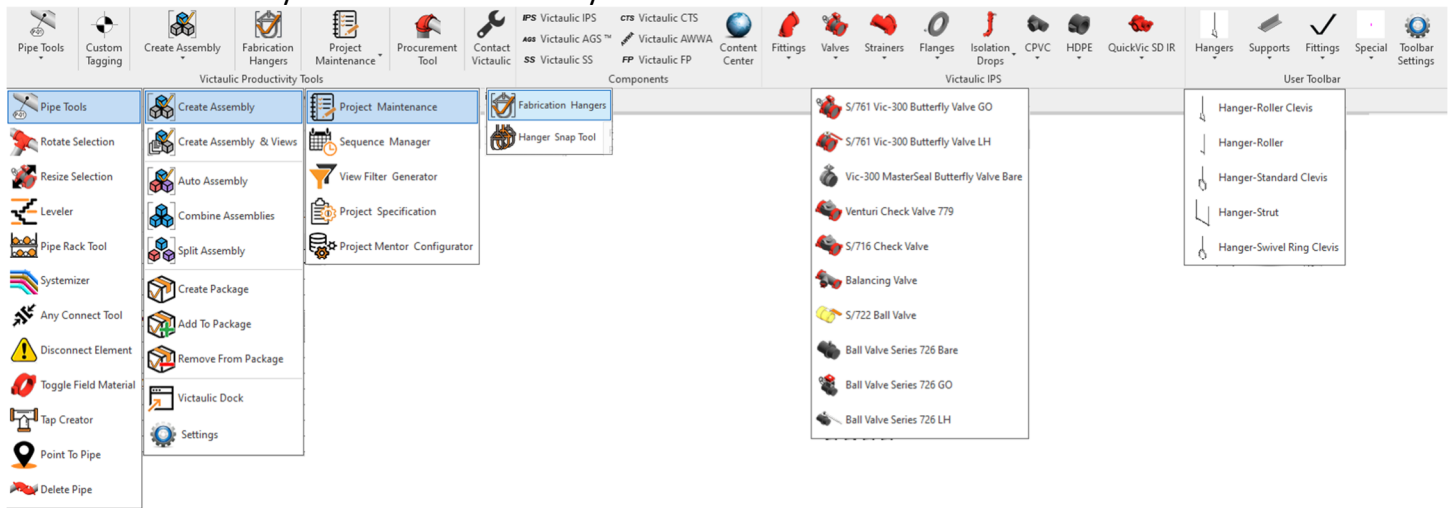 Pipe Tools
Custom Tagging
Create Assembly
Fabrication Hangers
Project Maintenance
Procurement Tool
Contact Victaulic
IPS Victaulic IPS
CTS Victaulic CTS
AGS Victaulic AGS™
Victaulic AWWA
SS Victaulic SS
FP Victaulic FP
Content Center
Fittings
Valves
Strainers
Flanges
Isolation Drops
CPVC
HDPE
QuickVic SD IR
Hangers
Supports
Fittings
Special
Toolbar Settings
Victaulic Productivity Tools
Components
Victaulic IPS
User Toolbar
Pipe Tools
Rotate Selection
Resize Selection
Leveler
Pipe Rack Tool
Systemizer
Any Connect Tool
Disconnect Element
Toggle Field Material
Tap Creator
Point To Pipe
Delete Pipe
Create Assembly
Create Assembly & Views
Auto Assembly
Combine Assemblies
Split Assembly
Create Package
Add To Package
Remove From Package
Victaulic Dock
Settings
Project Maintenance
Sequence Manager
View Filter Generator
Project Specification
Project Mentor Configurator
Fabrication Hangers
Hanger Snap Tool
S/761 Vic-300 Butterfly Valve GO
S/761 Vic-300 Butterfly Valve LH
Vic-300 MasterSeal Butterfly Valve Bare
Venturi Check Valve 779
S/716 Check Valve
Balancing Valve
S/722 Ball Valve
Ball Valve Series 726 Bare
Ball Valve Series 726 GO
Ball Valve Series 726 LH
Hanger-Roller Clevis
Hanger-Roller
Hanger-Standard Clevis
Hanger-Strut
Hanger-Swivel Ring Clevis